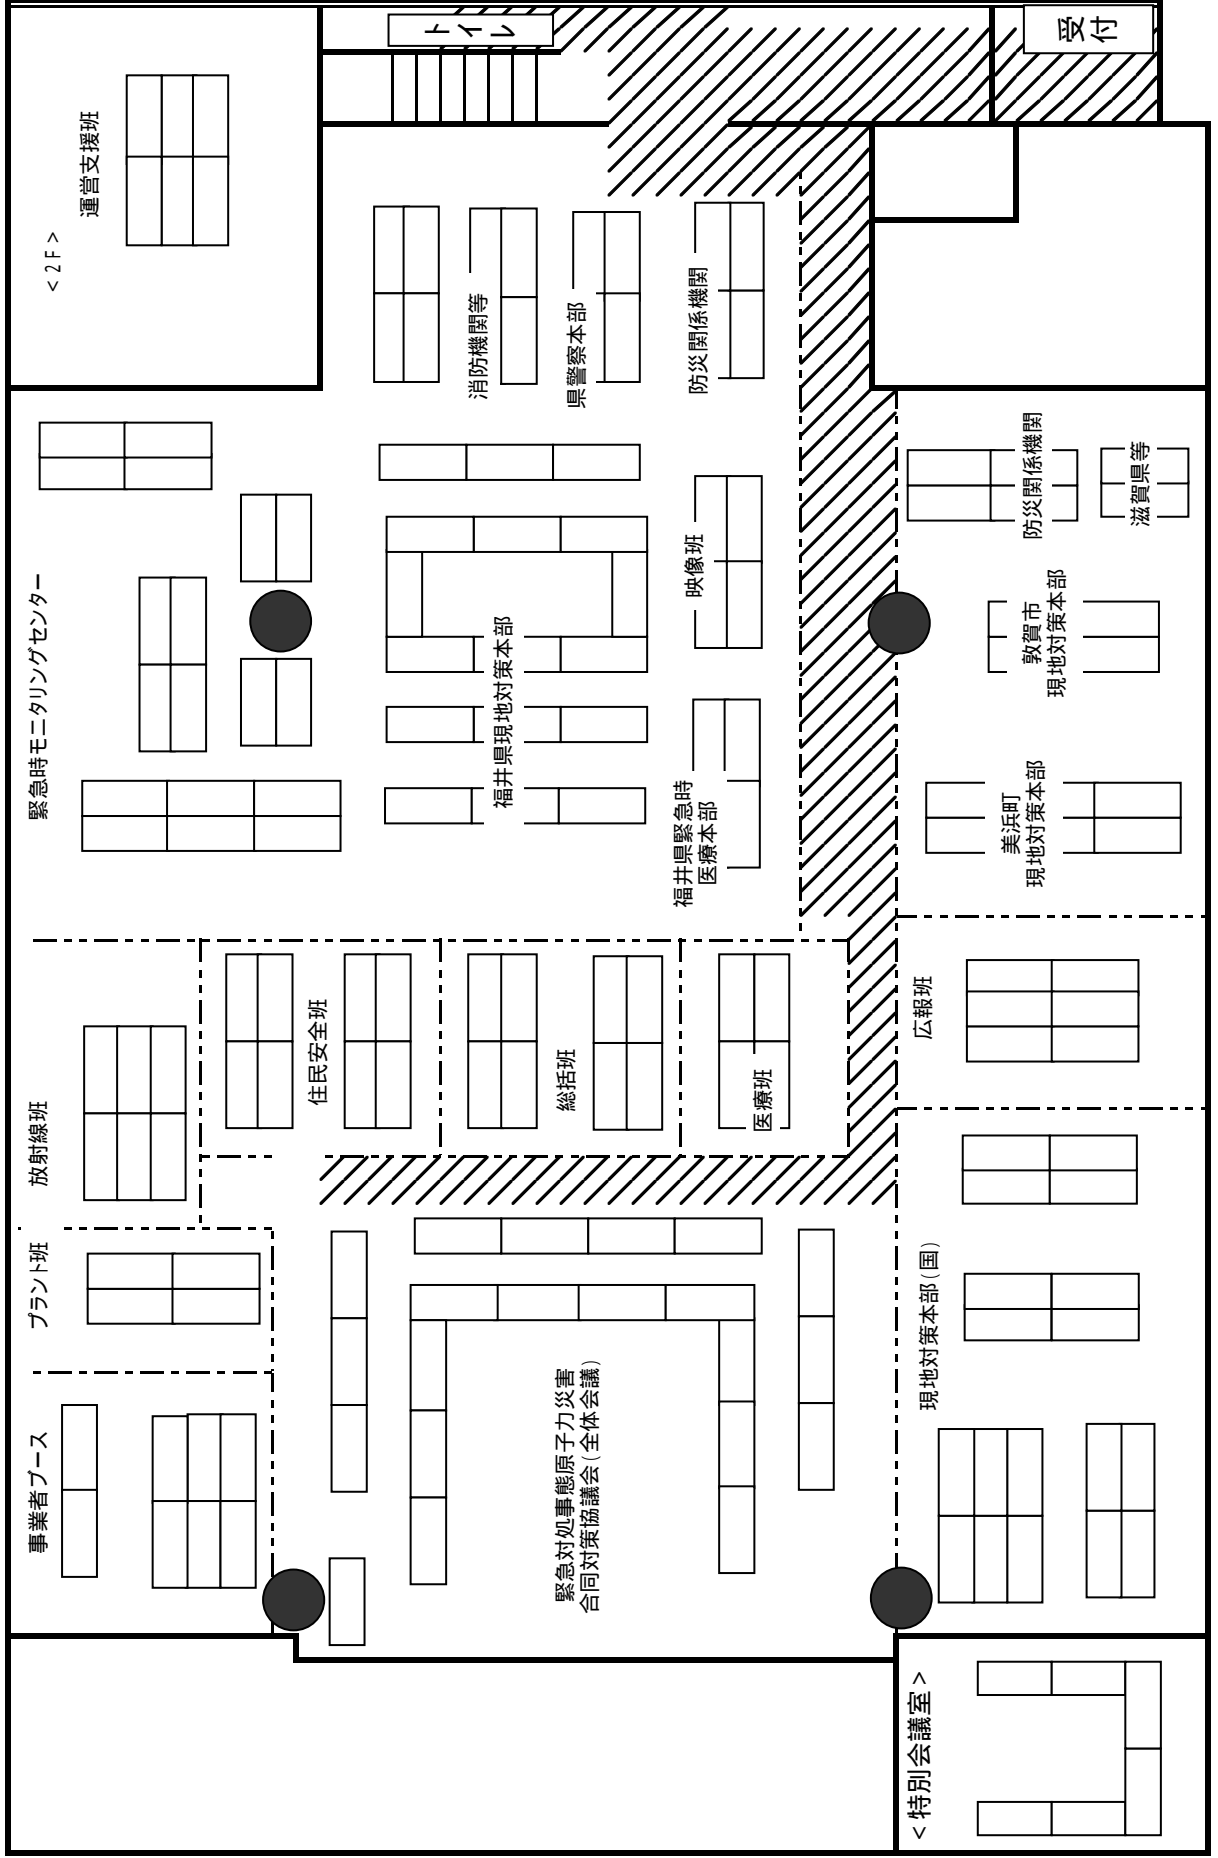 トイレ
受付
運営支援班
<2F>
消防機関等
県警察本部
防災関係機関
緊急時モニタリングセンター
福井県現地対策本部
映像班
福井県緊急時
医療本部
防災関係機関
滋賀県等
敦賀市
現地対策本部
美浜町
現地対策本部
放射線班
住民安全班
総括班
医療班
広報班
プラント班
事業者ブース
緊急対処事態原子力災害
合同対策協議会(全体会議)
現地対策本部(国)
<特別会議室>